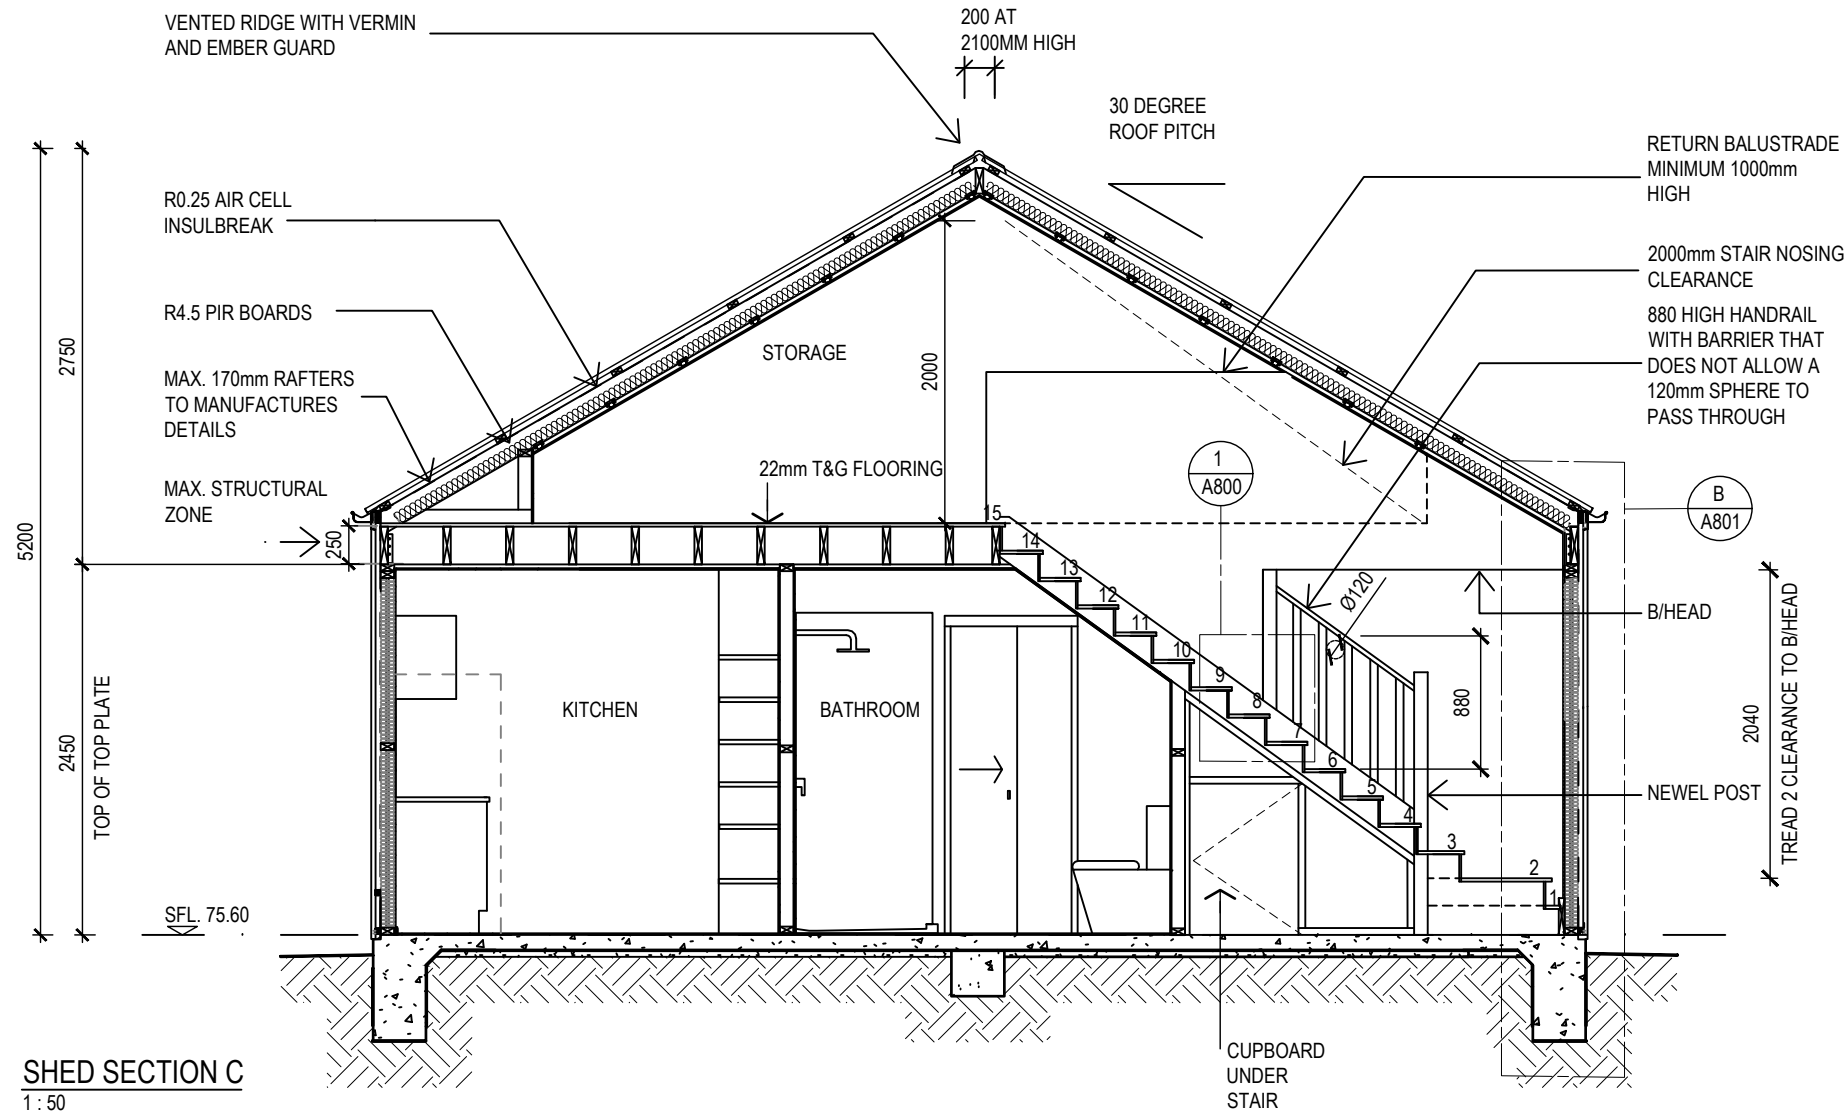 VENTED RIDGE WITH VERMIN
AND EMBER GUARD
200 AT
2100MM HIGH
30 DEGREE
ROOF PITCH
RETURN BALUSTRADE
MINIMUM 1000mm
HIGH
R0.25 AIR CELL
INSULBREAK
2000mm STAIR NOSING
CLEARANCE
R4.5 PIR BOARDS
880 HIGH HANDRAIL
WITH BARRIER THAT
DOES NOT ALLOW A
120mm SPHERE TO
PASS THROUGH
STORAGE
2000
2750
MAX. 170mm RAFTERS
TO MANUFACTURES
DETAILS
22mm T&G FLOORING
1
A800
MAX. STRUCTURAL
ZONE
B
A801
5200
250
15
14
13
12
11
10
9
8
7
6
5
4
3
2
1
Ø120
B/HEAD
880
2040
TREAD 2 CLEARANCE TO B/HEAD
NEWEL POST
KITCHEN
BATHROOM
2450
TOP OF TOP PLATE
SFL. 75.60
CUPBOARD
UNDER
STAIR
SHED SECTION C
1 : 50